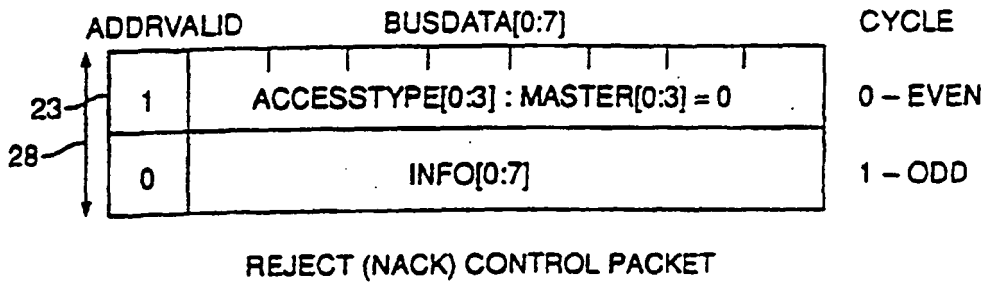 ADDRVALID BUSDATA[0:7] CYCLE
23 1 ACCESSTYPE[0:3] : MASTER[0:3] = 0 0 – EVEN
28 0 INFO[0:7] 1 – ODD
REJECT (NACK) CONTROL PACKET